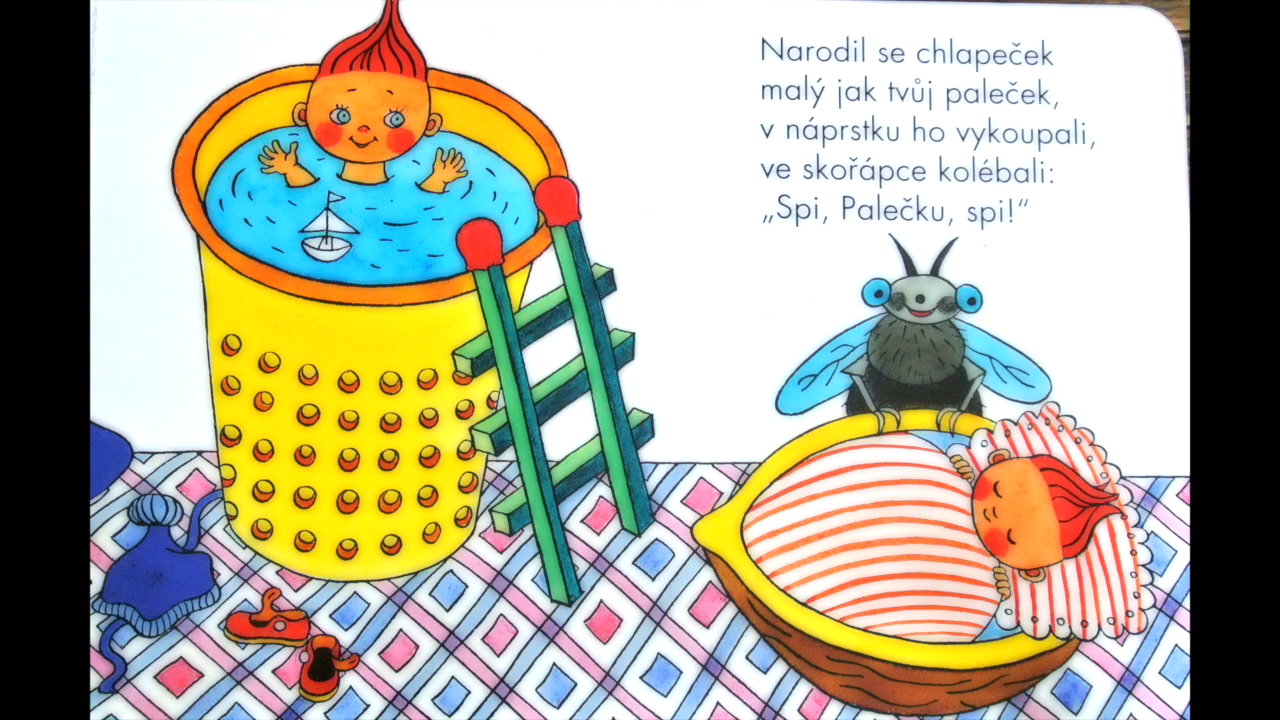 Narodil se chlapeček
malý jak tvůj paleček,
v náprstku ho vykoupali,
ve skořápce kolébali:
„Spi, Palečku, spi!“